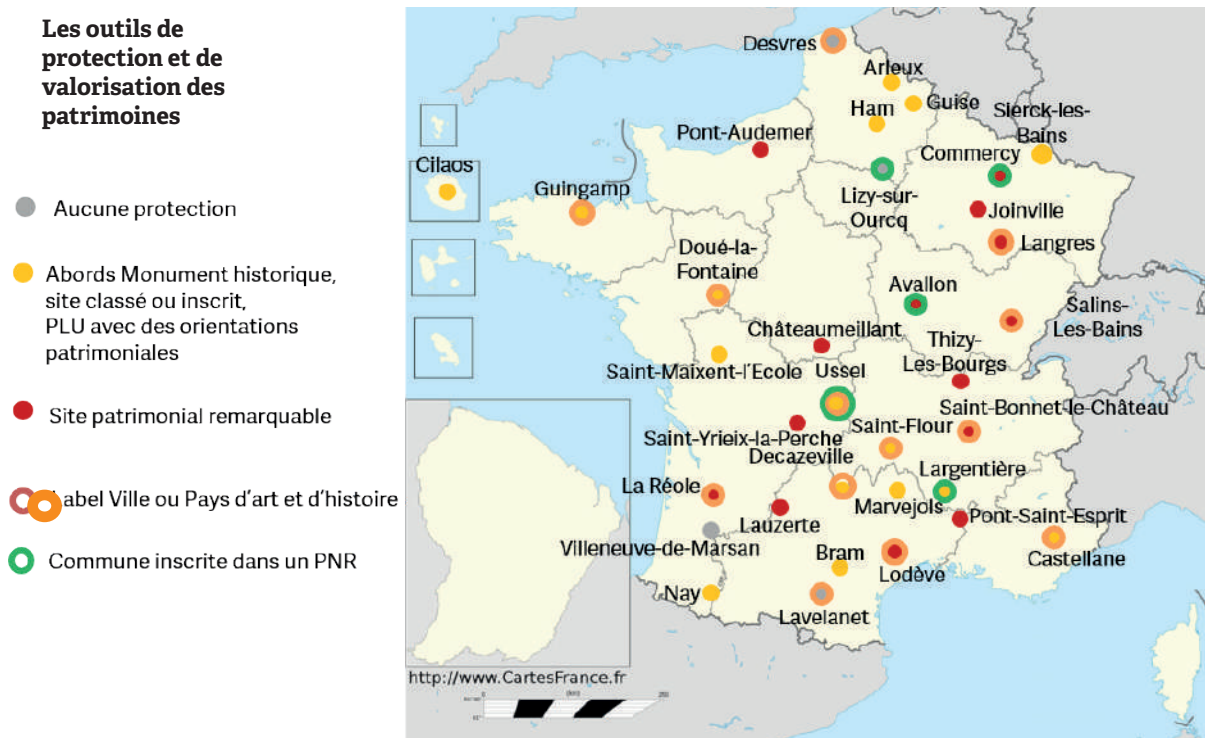 Les outils de
protection et de
valorisation des
patrimoines
Aucune protection
Abords Monument historique,
site classé ou inscrit,
PLU avec des orientations
patrimoniales
Site patrimonial remarquable
Label Ville ou Pays d'art et d'histoire
Commune inscrite dans un PNR
Desvres
Arleux
Ham
Guise
Sierck-les-
Bains
Pont-Audemer
Commercy
Cilaos
Guingamp
Lizy-sur-
Ourcq
Joinville
Langres
Doué-la-
Fontaine
Avallon
Salins-
Les-Bains
Châteaumeillant
Thizy-
Les-Bourgs
Saint-Maixent-l'Ecole
Ussel
Saint-Bonnet-le-Château
Saint-Flour
Saint-Yrieix-la-Perche
Decazeville
Largentière
La Réole
Marvejols
Lauzerte
Pont-Saint-Esprit
Villeneuve-de-Marsan
Bram
Castellane
Lodève
Nay
Lavelanet
http://www.CartesFrance.fr
0 (km) 250